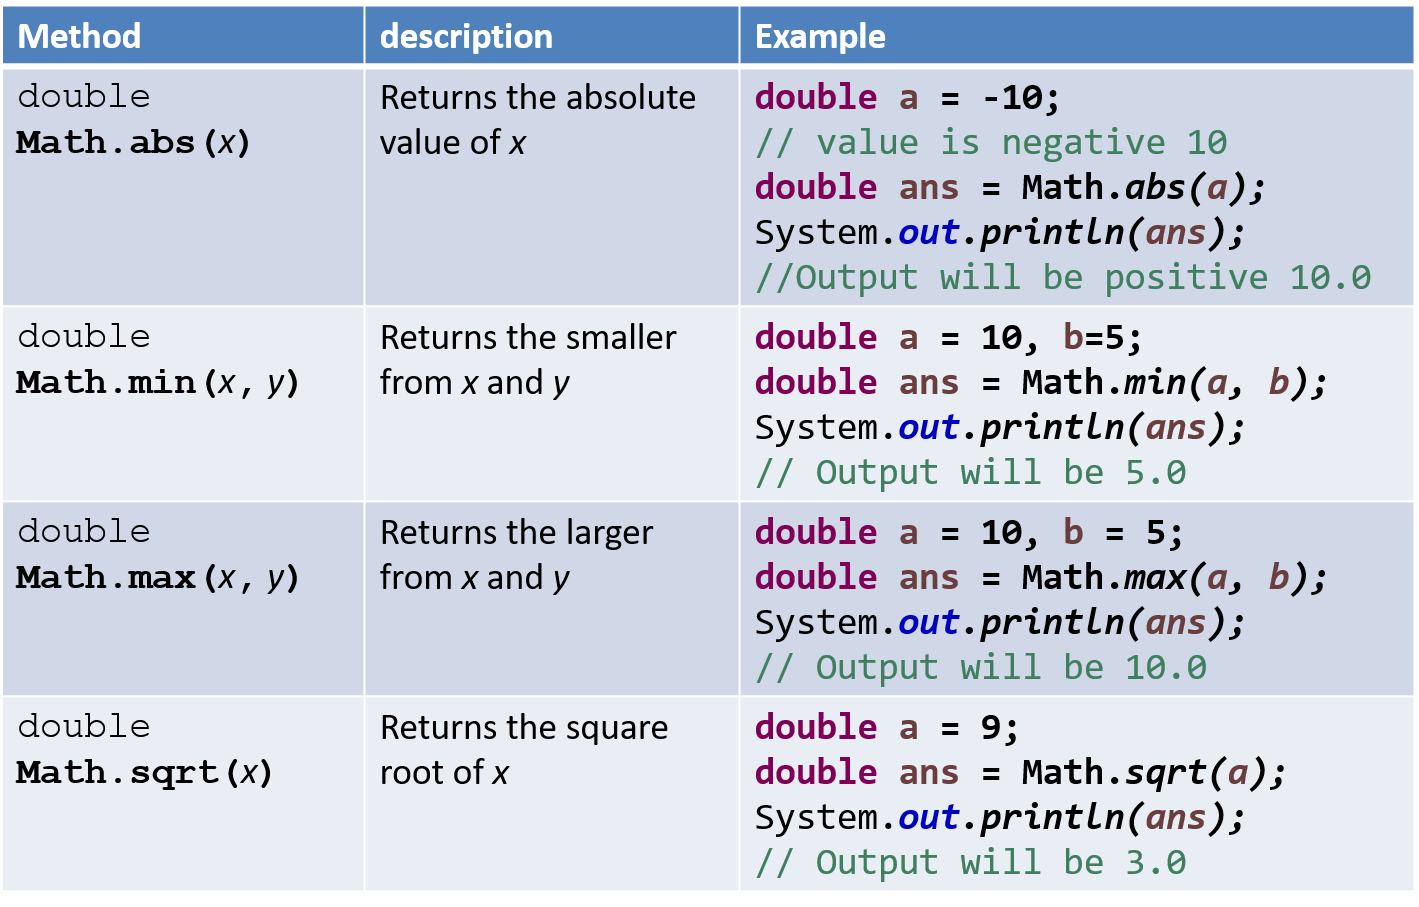 Method
description
Example
double
Math.abs(x)
Returns the absolute
value of x
double a = -10;
// value is negative 10
double ans = Math.abs(a);
System.out.println(ans);
//Output will be positive 10.0
double
Math.min(x, y)
Returns the smaller
from x and y
double a = 10, b=5;
double ans = Math.min(a, b);
System.out.println(ans);
// Output will be 5.0
double
Math.max(x, y)
Returns the larger
from x and y
double a = 10, b = 5;
double ans = Math.max(a, b);
System.out.println(ans);
// Output will be 10.0
double
Math.sqrt(x)
Returns the square
root of x
double a = 9;
double ans = Math.sqrt(a);
System.out.println(ans);
// Output will be 3.0